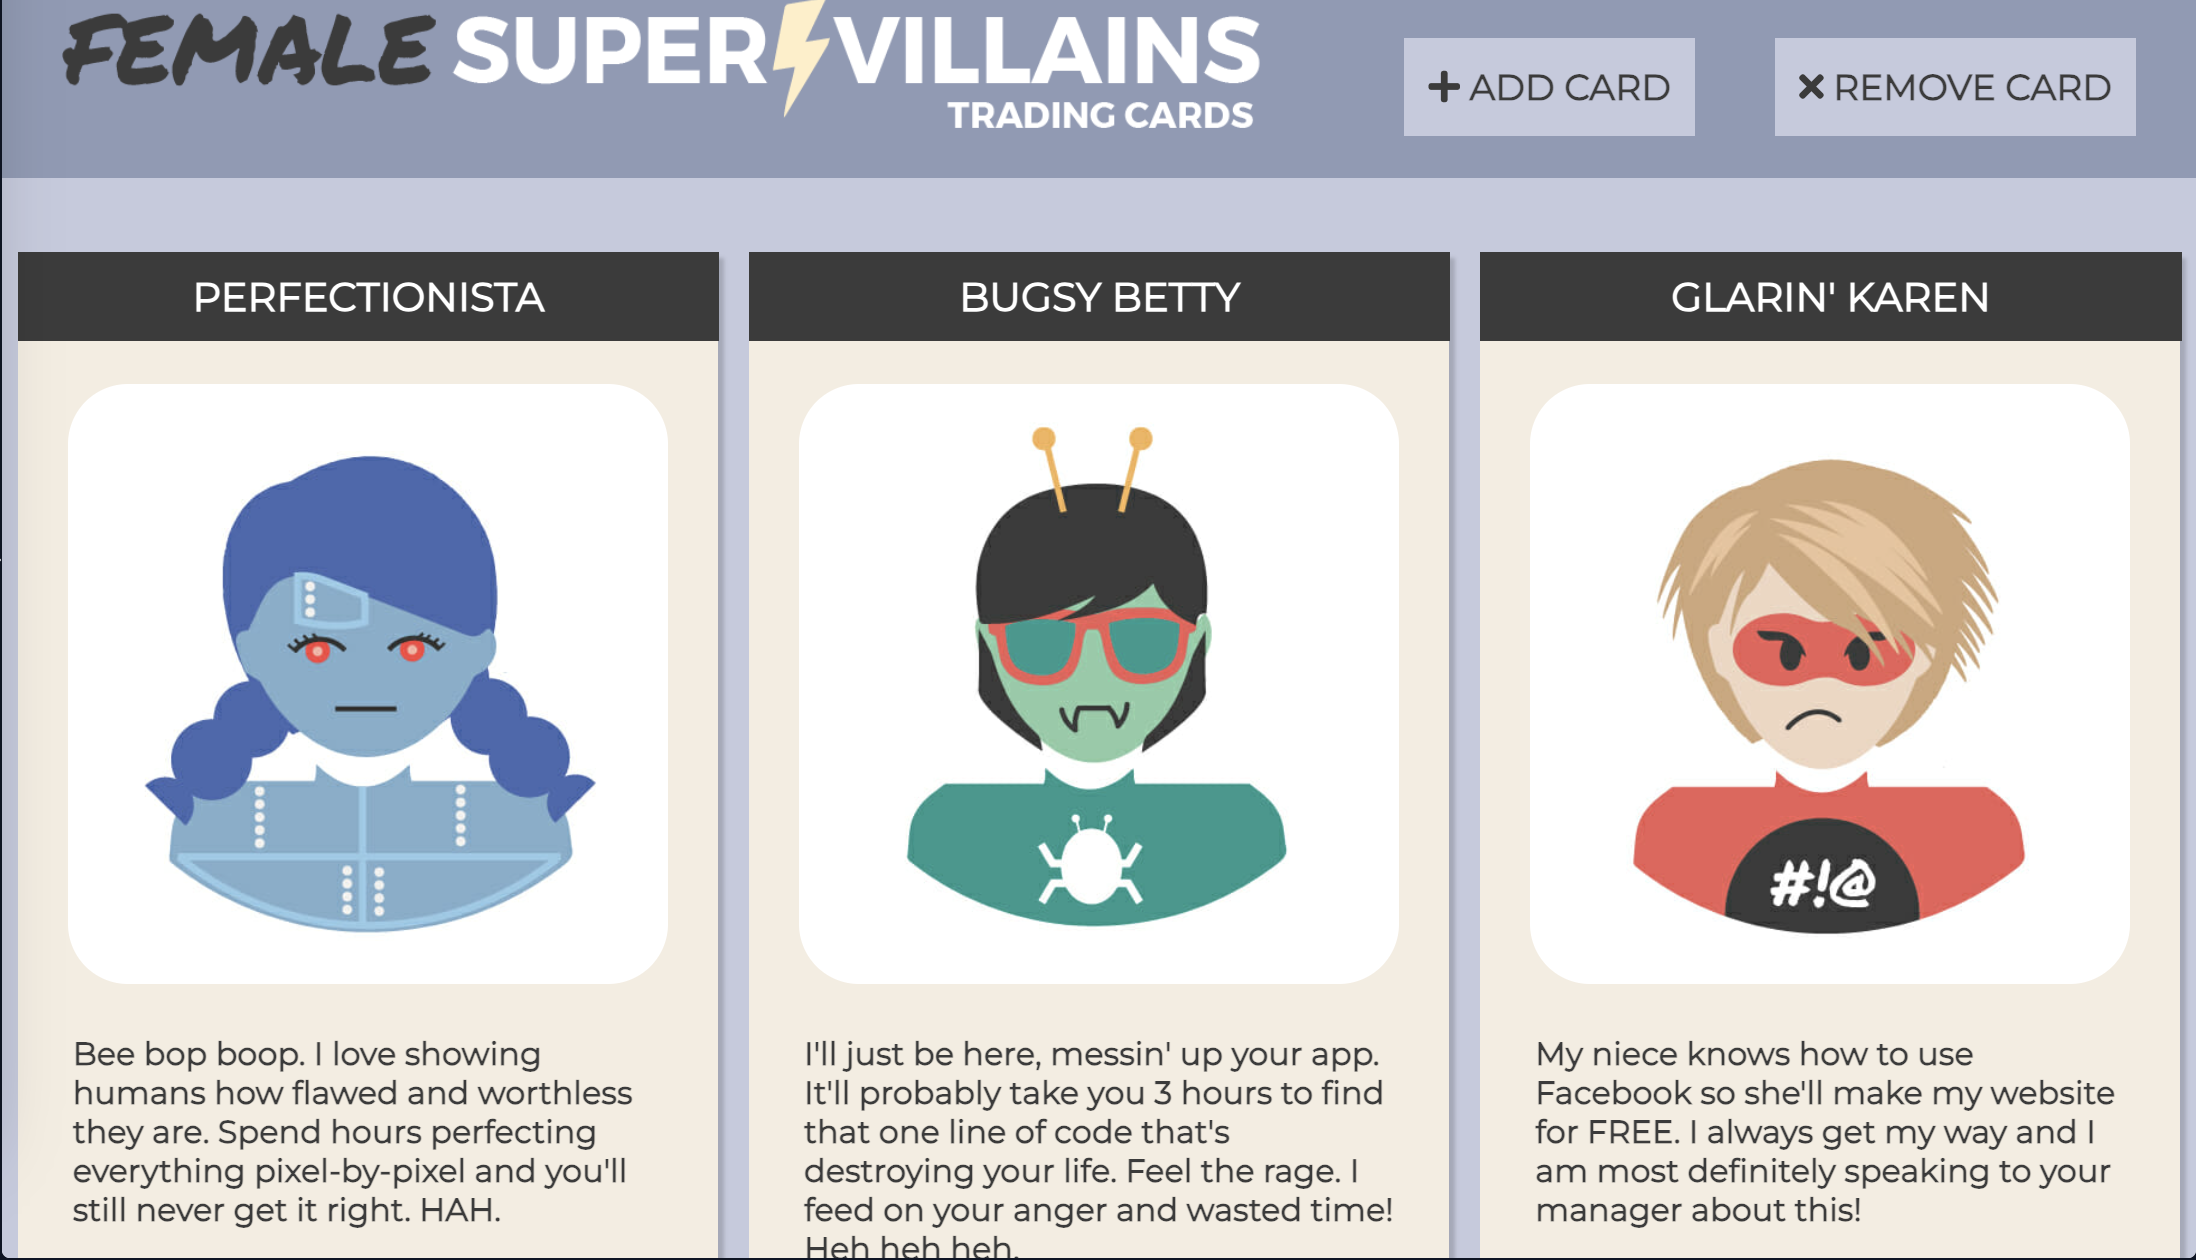 FEMALE SUPER VILLAINS
TRADING CARDS
ADD CARD
REMOVE CARD
PERFECTIONISTA
Bee bop boop. I love showing
humans how flawed and worthless
they are. Spend hours perfecting
everything pixel-by-pixel and you'll
still never get it right. HAH.
BUGSY BETTY
I'll just be here, messin' up your app.
It'll probably take you 3 hours to find
that one line of code that's
destroying your life. Feel the rage. I
feed on your anger and wasted time!
Heh heh heh.
GLARIN' KAREN
#!@
My niece knows how to use
Facebook so she'll make my website
for FREE. I always get my way and I
am most definitely speaking to your
manager about this!